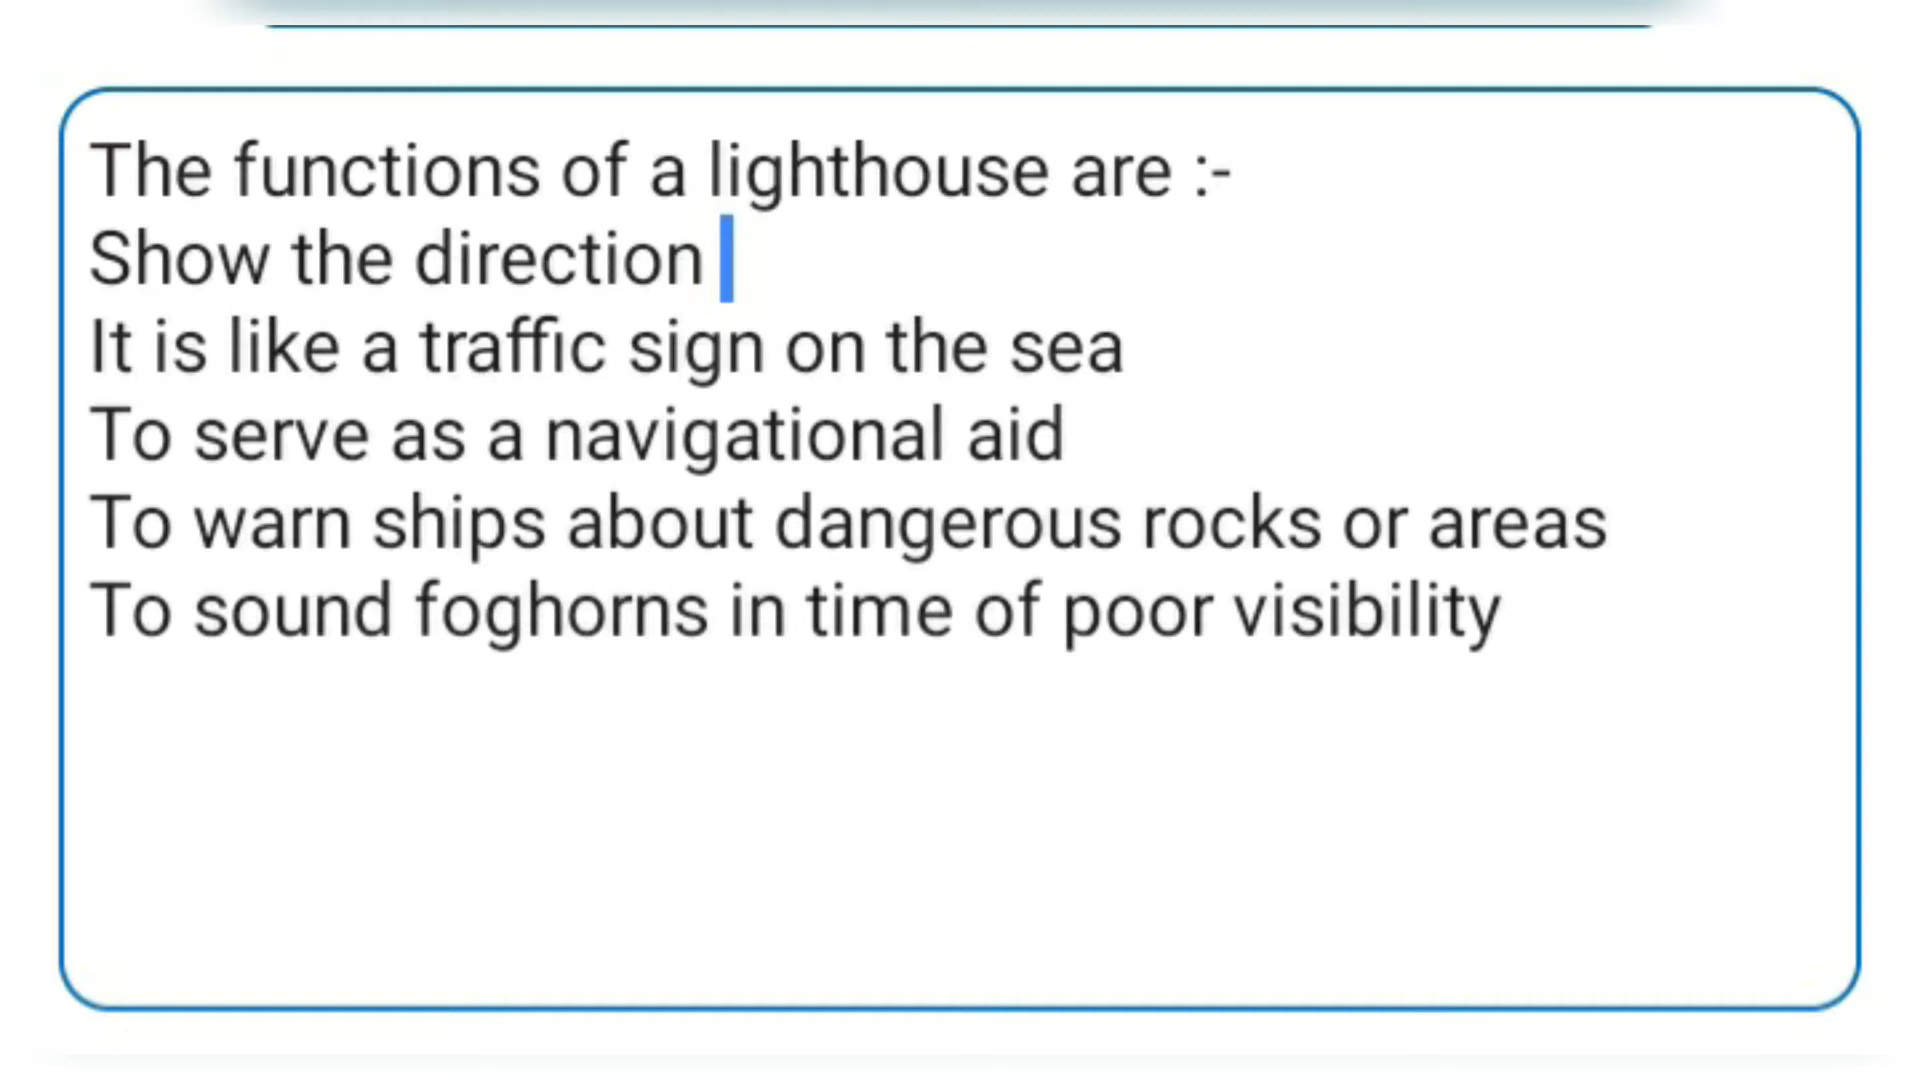 The functions of a lighthouse are :-
Show the direction
It is like a traffic sign on the sea
To serve as a navigational aid
To warn ships about dangerous rocks or areas
To sound foghorns in time of poor visibility